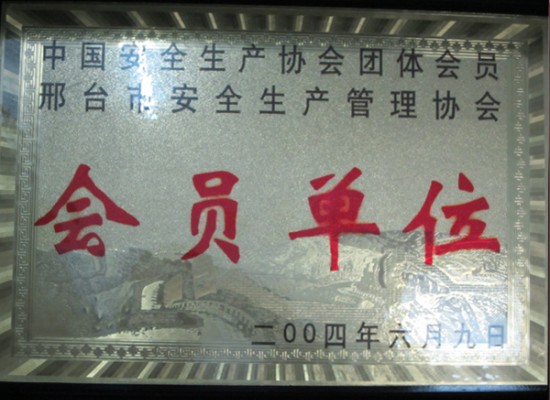 中国安全生产协会团体会员
邢台市安全生产管理协会
会员单位
二00四年六月九日